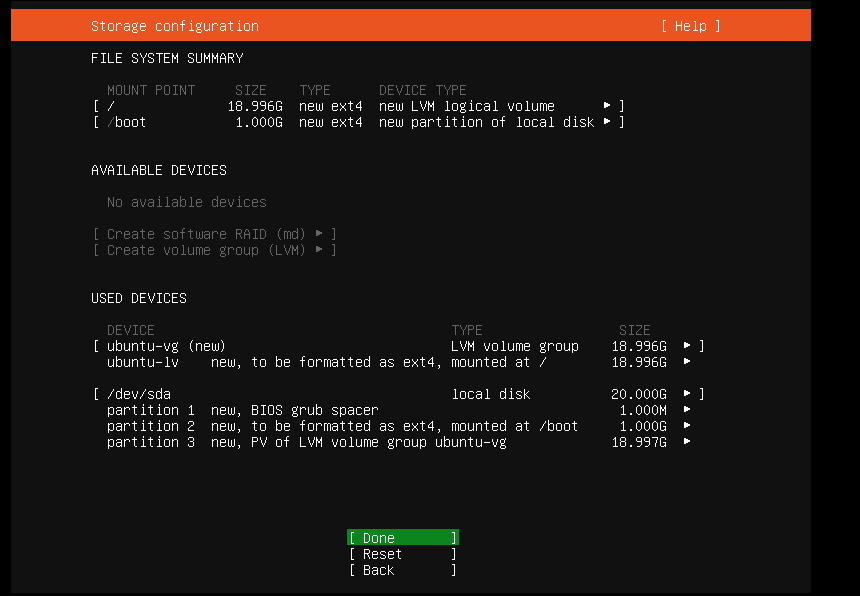 Storage configuration [ Help ]
FILE SYSTEM SUMMARY
MOUNT POINT SIZE TYPE DEVICE TYPE
[ / 18.996G new ext4 new LVM logical volume ▸ ]
[ /boot 1.000G new ext4 new partition of local disk ▸ ]
AVAILABLE DEVICES
No available devices
[ Create software RAID (md) ▸ ]
[ Create volume group (LVM) ▸ ]
USED DEVICES
DEVICE TYPE SIZE
[ ubuntu-vg (new) LVM volume group 18.996G ▸ ]
ubuntu-lv new, to be formatted as ext4, mounted at / 18.996G ▸
[ /dev/sda local disk 20.000G ▸ ]
partition 1 new, BIOS grub spacer 1.000M ▸
partition 2 new, to be formatted as ext4, mounted at /boot 1.000G ▸
partition 3 new, PV of LVM volume group ubuntu-vg 18.997G ▸
[ Done ]
[ Reset ]
[ Back ]